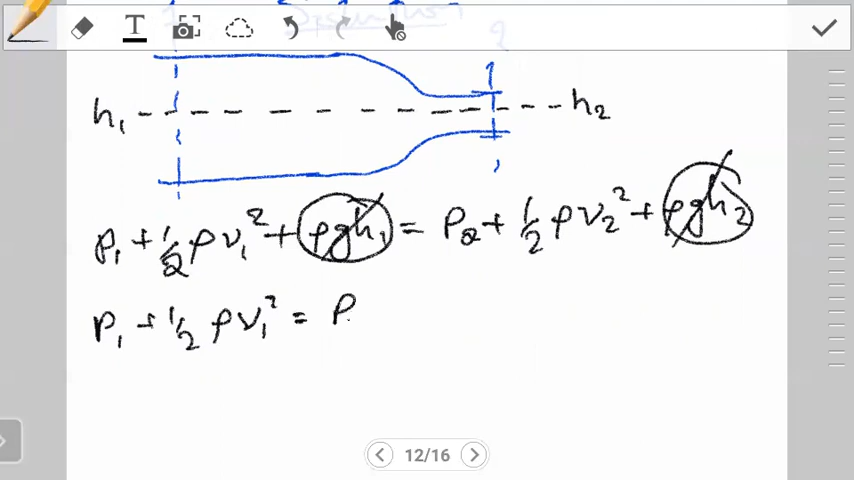 T
h₁ h₂
P₁ + ½ρv₁² + ρgh₁ = P₂ + ½ρv₂² + ρgh₂
P₁ + ½ρv₁² = P
12/16